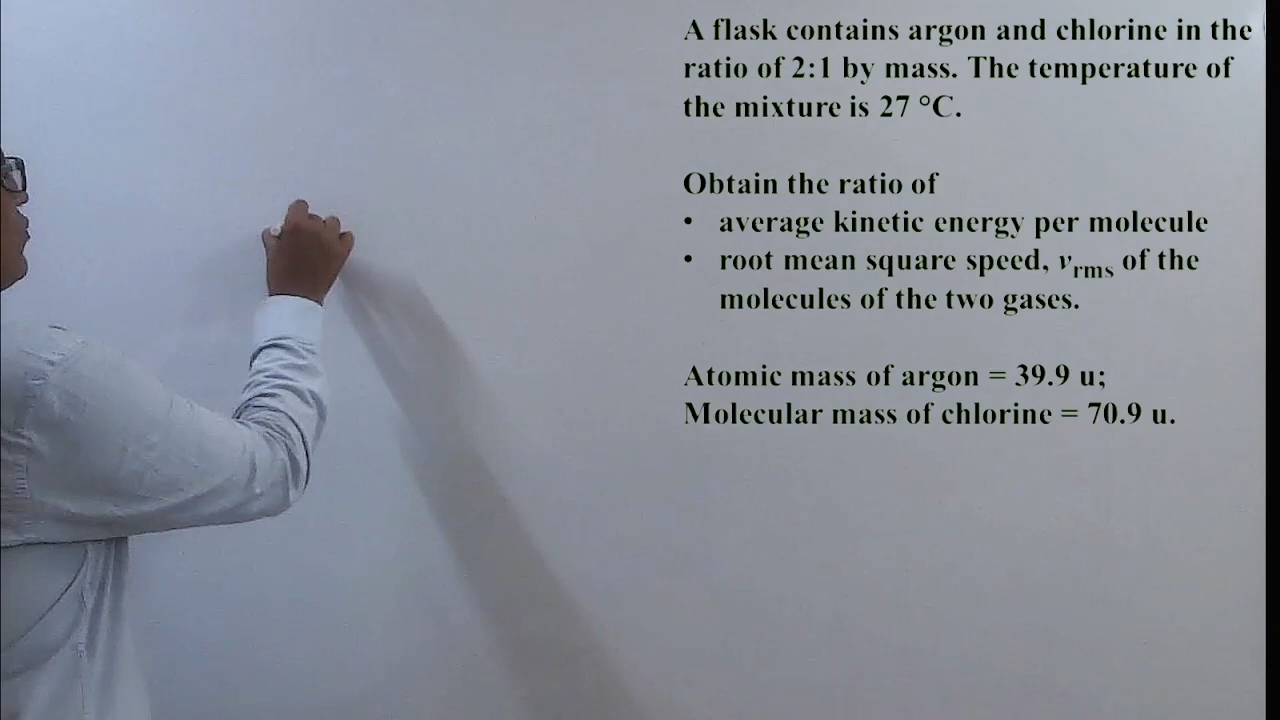 A flask contains argon and chlorine in the
ratio of 2:1 by mass. The temperature of
the mixture is 27 °C.
Obtain the ratio of
• average kinetic energy per molecule
• root mean square speed, vrms of the
molecules of the two gases.
Atomic mass of argon = 39.9 u;
Molecular mass of chlorine = 70.9 u.